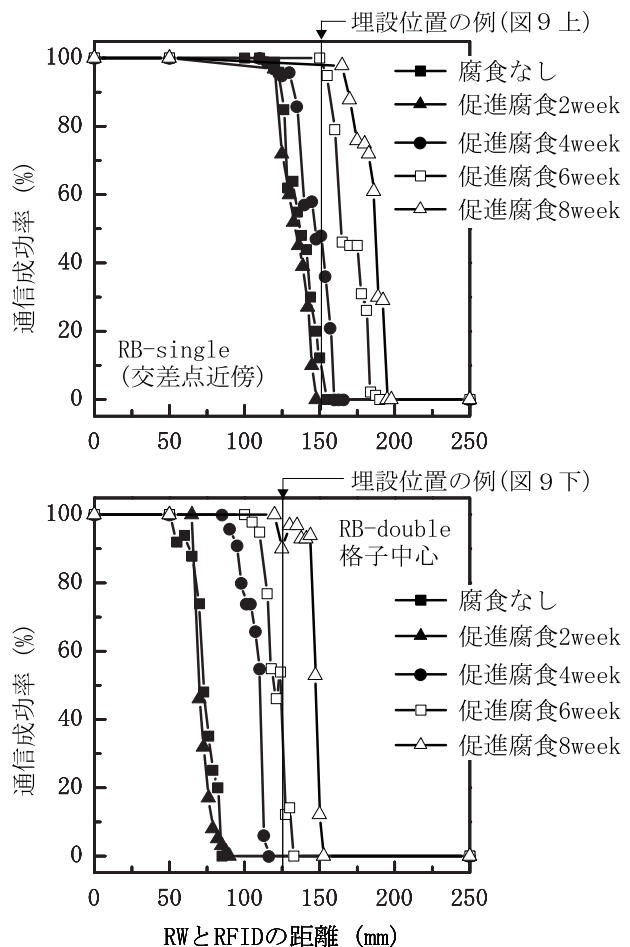 埋設位置の例(図９上)
100
80
60
40
20
0
通信成功率 (%)
腐食なし
促進腐食2week
促進腐食4week
促進腐食6week
促進腐食8week
RB-single
(交差点近傍)
0 50 100 150 200 250
埋設位置の例(図９下)
100
80
60
40
20
0
通信成功率 (%)
RB-double
格子中心
腐食なし
促進腐食2week
促進腐食4week
促進腐食6week
促進腐食8week
0 50 100 150 200 250
RWとRFIDの距離 (mm)